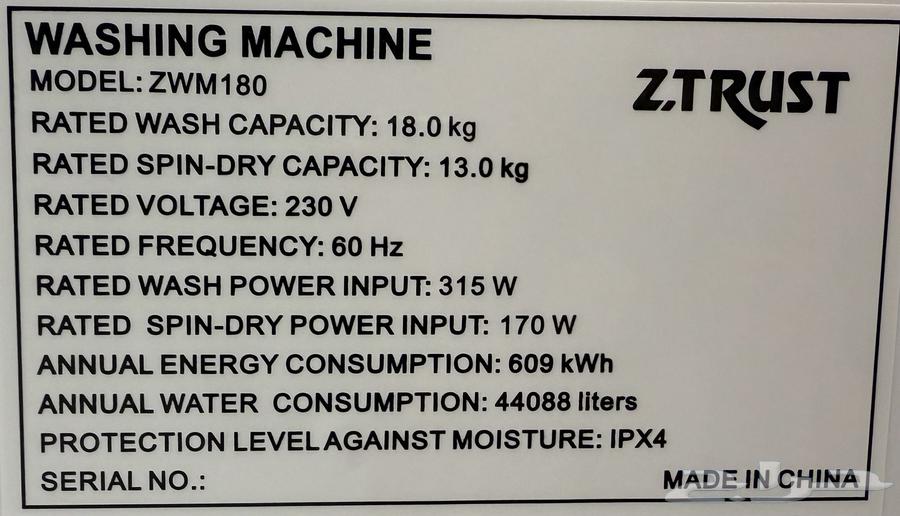 WASHING MACHINE
Z.TRUST
MODEL: ZWM180
RATED WASH CAPACITY: 18.0 kg
RATED SPIN-DRY CAPACITY: 13.0 kg
RATED VOLTAGE: 230 V
RATED FREQUENCY: 60 Hz
RATED WASH POWER INPUT: 315 W
RATED SPIN-DRY POWER INPUT: 170 W
ANNUAL ENERGY CONSUMPTION: 609 kWh
ANNUAL WATER CONSUMPTION: 44088 liters
PROTECTION LEVEL AGAINST MOISTURE: IPX4
SERIAL NO.:
MADE IN CHINA
حراج